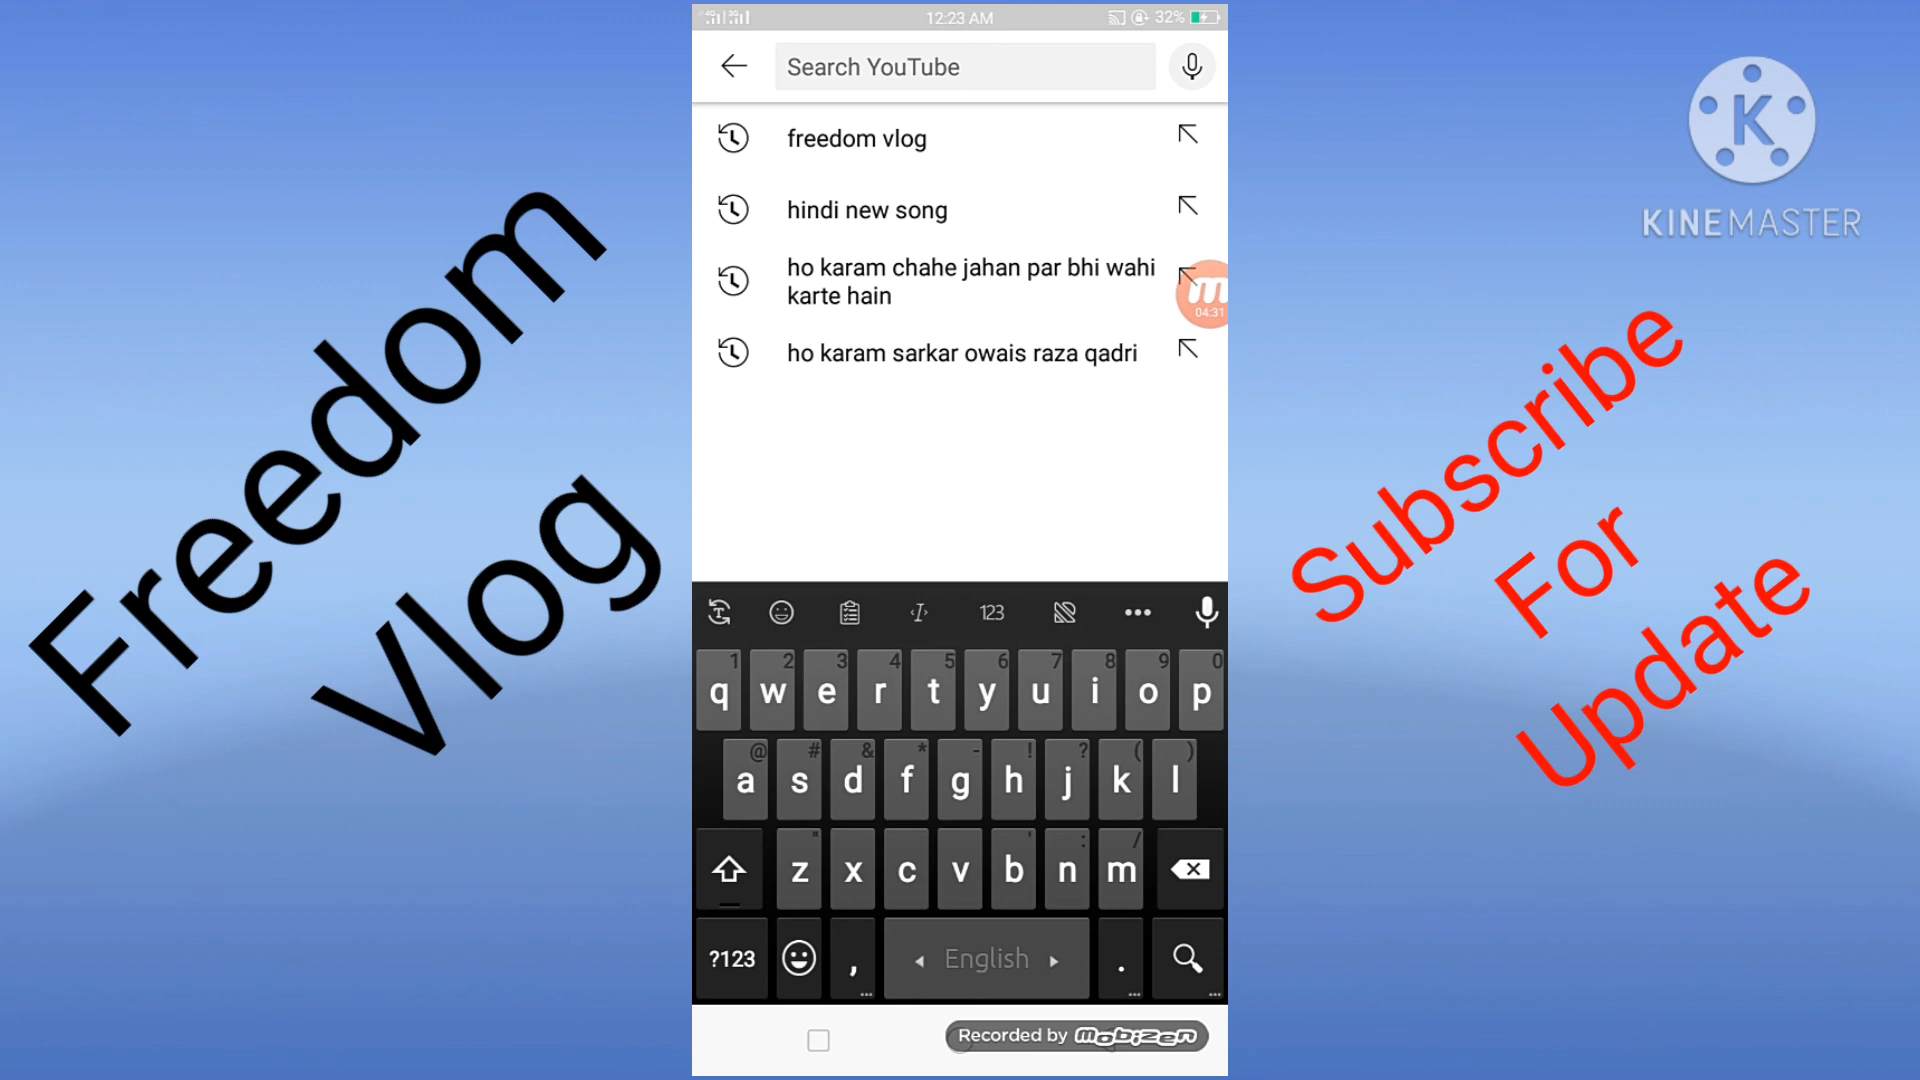 4G 3G
12:23 AM
32%
Search YouTube
freedom vlog
hindi new song
ho karam chahe jahan par bhi wahi
karte hain
ho karam sarkar owais raza qadri
m
04:31
Freedom
Vlog
K
KINEMASTER
Subscribe
For
Update
123
1 2 3 4 5 6 7 8 9 0
q w e r t y u i o p
@ # & * - ! ? ( )
a s d f g h j k l
" ' : /
z x c v b n m
?123 , English .
Recorded by mobizen